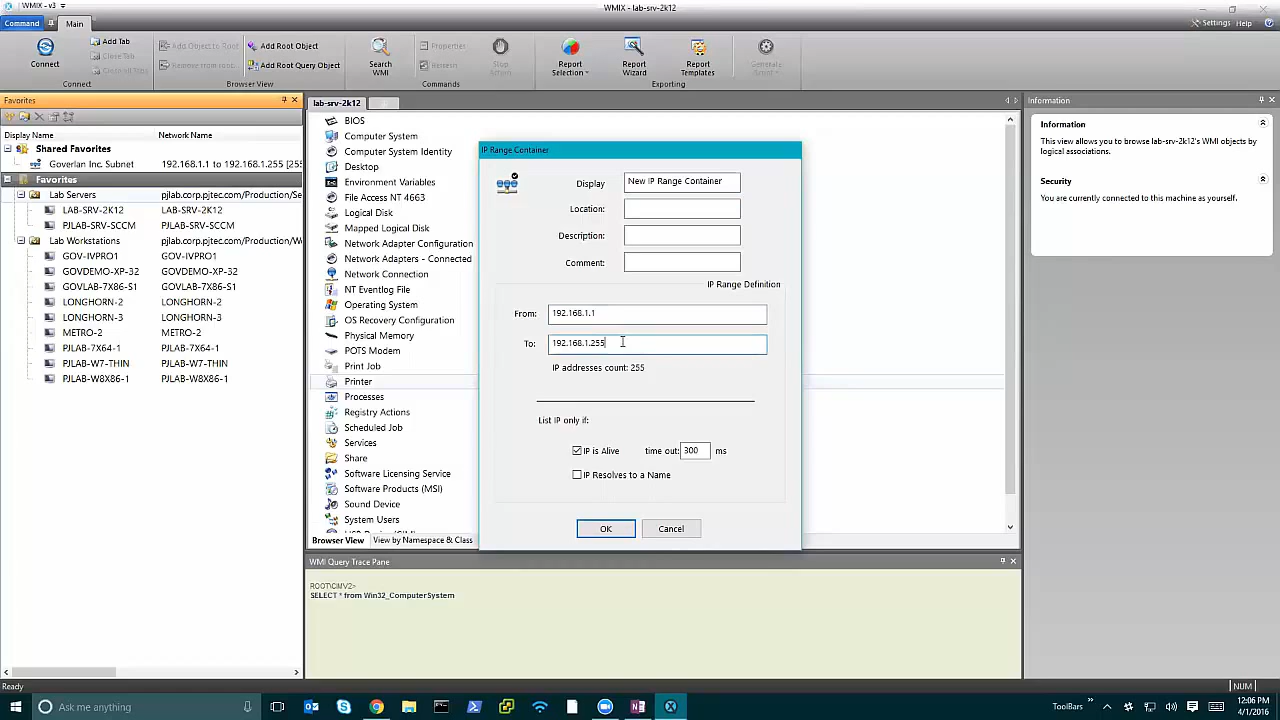 WMIX - v3
WMIX - lab-srv-2k12
Command
Main
Settings
Help
Connect
Add Tab
Close Tab
Close all Tabs
Connect
Add Object to Root
Remove from root
Add Root Object
Add Root Query Object
Browser View
Search WMI
Properties
Refresh
Stop Action
Commands
Report Selection
Report Wizard
Report Templates
Generate Script
Exporting
Favorites
Display Name
Network Name
Shared Favorites
Goverlan Inc. Subnet
192.168.1.1 to 192.168.1.255 [255
Favorites
Lab Servers
pjlab.corp.pjtec.com/Production/Se
LAB-SRV-2K12
LAB-SRV-2K12
PJLAB-SRV-SCCM
PJLAB-SRV-SCCM
Lab Workstations
pjlab.corp.pjtec.com/Production/W
GOV-IVPRO1
GOV-IVPRO1
GOVDEMO-XP-32
GOVDEMO-XP-32
GOVLAB-7X86-S1
GOVLAB-7X86-S1
LONGHORN-2
LONGHORN-2
LONGHORN-3
LONGHORN-3
METRO-2
METRO-2
PJLAB-7X64-1
PJLAB-7X64-1
PJLAB-W7-THIN
PJLAB-W7-THIN
PJLAB-W8X86-1
PJLAB-W8X86-1
lab-srv-2k12
BIOS
Computer System
Computer System Identity
Desktop
Environment Variables
File Access NT 4663
Logical Disk
Mapped Logical Disk
Network Adapter Configuration
Network Adapters - Connected
Network Connection
NT Eventlog File
Operating System
OS Recovery Configuration
Physical Memory
POTS Modem
Print Job
Printer
Processes
Registry Actions
Scheduled Job
Services
Share
Software Licensing Service
Software Products (MSI)
Sound Device
System Users
Browser View
View by Namespace & Class
IP Range Container
Display
New IP Range Container
Location:
Description:
Comment:
IP Range Definition
From:
192.168.1.1
To:
192.168.1.255
IP addresses count: 255
List IP only if:
IP is Alive
time out:
300
ms
IP Resolves to a Name
OK
Cancel
Information
Information
This view allows you to browse lab-srv-2k12's WMI objects by
logical associations.
Security
You are currently connected to this machine as yourself.
WMI Query Trace Pane
ROOT\CIMV2>
SELECT * from Win32_ComputerSystem
Ready
NUM
Ask me anything
ToolBars
12:06 PM
4/1/2016